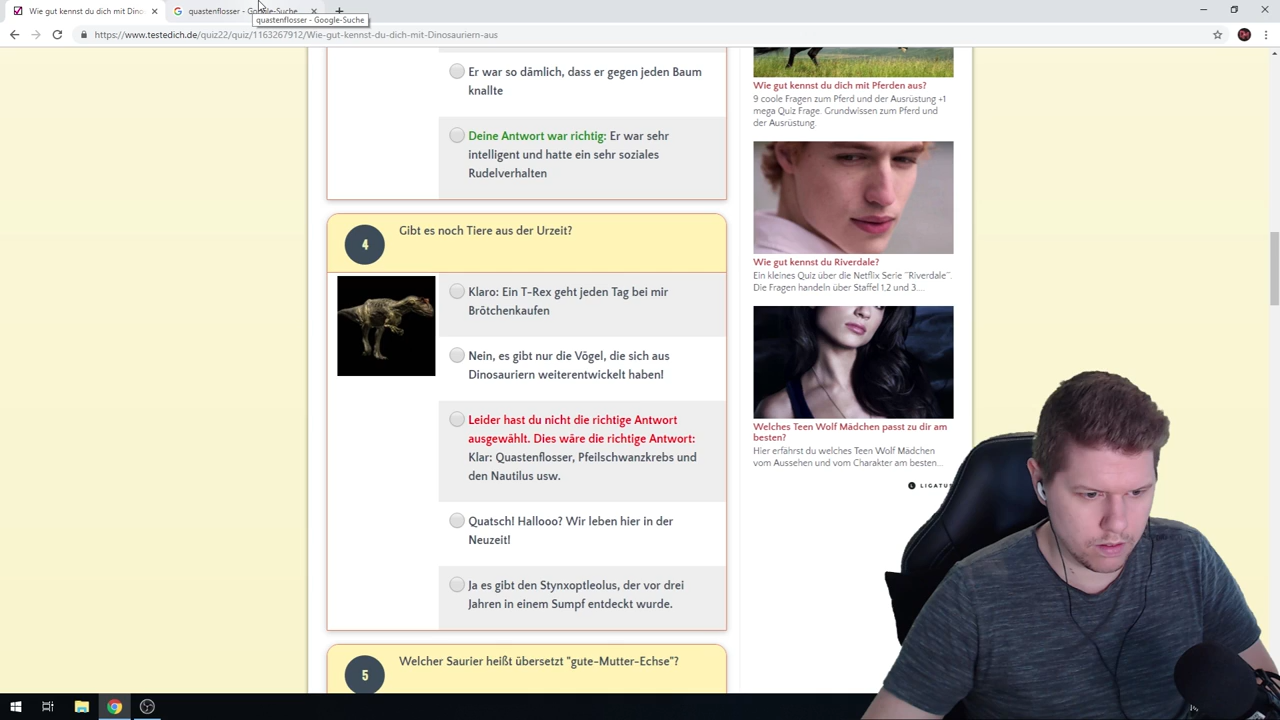 Wie gut kennst du dich mit Dino
quastenflosser - Google-Suche
quastenflosser - Google-Suche
https://www.testedich.de/quiz22/quiz/1163267912/Wie-gut-kennst-du-dich-mit-Dinosauriern-aus
Er war so dämlich, dass er gegen jeden Baum
knallte
Deine Antwort war richtig: Er war sehr
intelligent und hatte ein sehr soziales
Rudelverhalten
4
Gibt es noch Tiere aus der Urzeit?
Klaro: Ein T-Rex geht jeden Tag bei mir
Brötchenkaufen
Nein, es gibt nur die Vögel, die sich aus
Dinosauriern weiterentwickelt haben!
Leider hast du nicht die richtige Antwort
ausgewählt. Dies wäre die richtige Antwort:
Klar: Quastenflosser, Pfeilschwanzkrebs und
den Nautilus usw.
Quatsch! Hallooo? Wir leben hier in der
Neuzeit!
Ja es gibt den Stynxoptleolus, der vor drei
Jahren in einem Sumpf entdeckt wurde.
5
Welcher Saurier heißt übersetzt "gute-Mutter-Echse"?
Wie gut kennst du dich mit Pferden aus?
9 coole Fragen zum Pferd und der Ausrüstung +1
mega Quiz Frage. Grundwissen zum Pferd und
der Ausrüstung.
Wie gut kennst du Riverdale?
Ein kleines Quiz über die Netflix Serie ¨Riverdale¨.
Die Fragen handeln über Staffel 1,2 und 3....
Welches Teen Wolf Mädchen passt zu dir am
besten?
Hier erfährst du welches Teen Wolf Mädchen
vom Aussehen und vom Charakter am besten...
LIGATUS